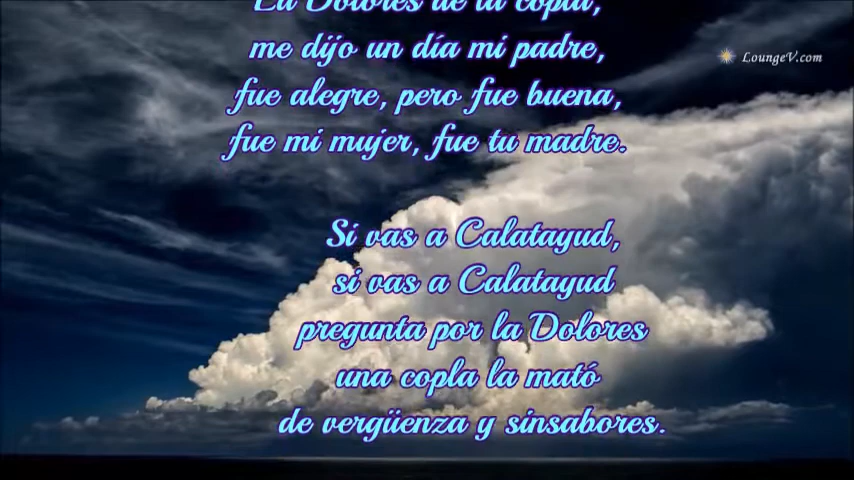 La Dolores de la copla,
me dijo un día mi padre,
fue alegre, pero fue buena,
fue mi mujer, fue tu madre.
Si vas a Calatayud,
si vas a Calatayud
pregunta por la Dolores
una copla la mató
de vergüenza y sinsabores.
LoungeV.com